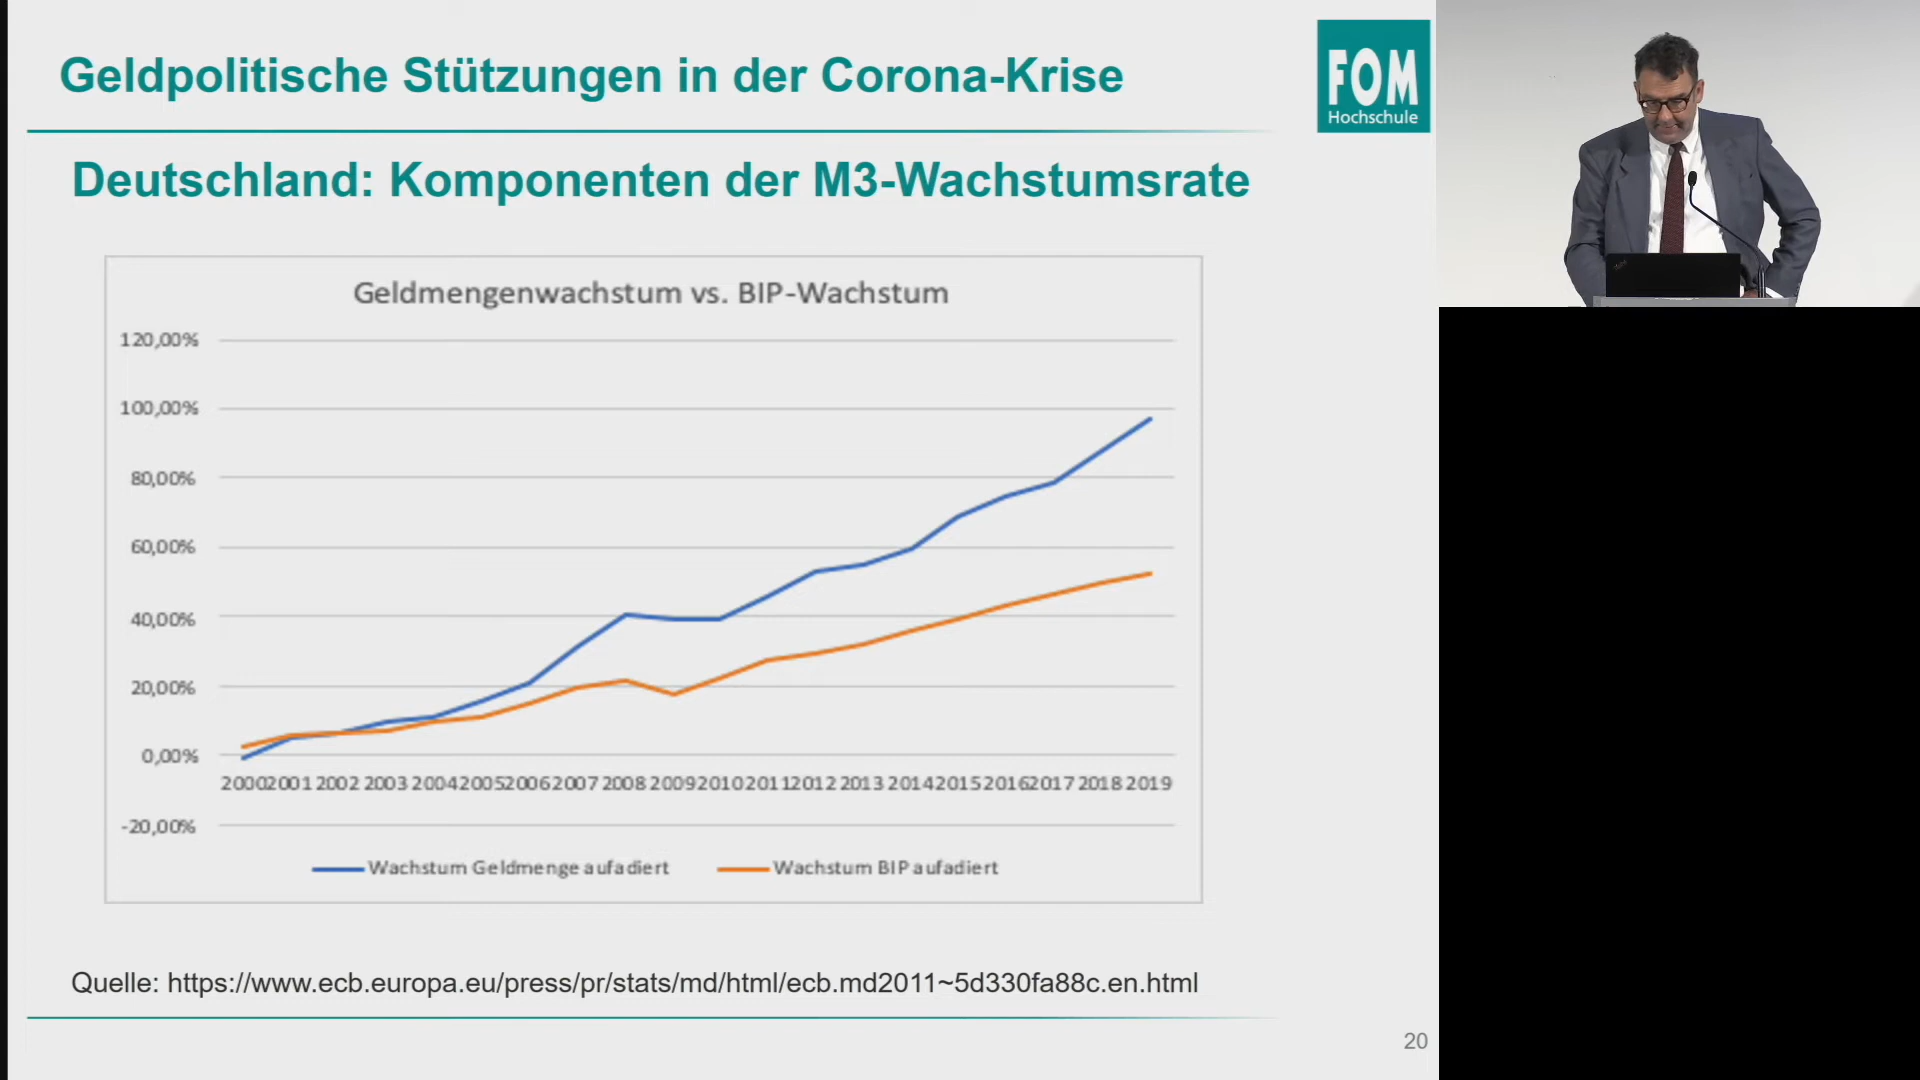 Geldpolitische Stützungen in der Corona-Krise
FOM
Hochschule
Deutschland: Komponenten der M3-Wachstumsrate
Geldmengenwachstum vs. BIP-Wachstum
120,00%
100,00%
80,00%
60,00%
40,00%
20,00%
0,00%
2000 2001 2002 2003 2004 2005 2006 2007 2008 2009 2010 2011 2012 2013 2014 2015 2016 2017 2018 2019
-20,00%
Wachstum Geldmenge aufadiert Wachstum BIP aufadiert
Quelle: https://www.ecb.europa.eu/press/pr/stats/md/html/ecb.md2011~5d330fa88c.en.html
20